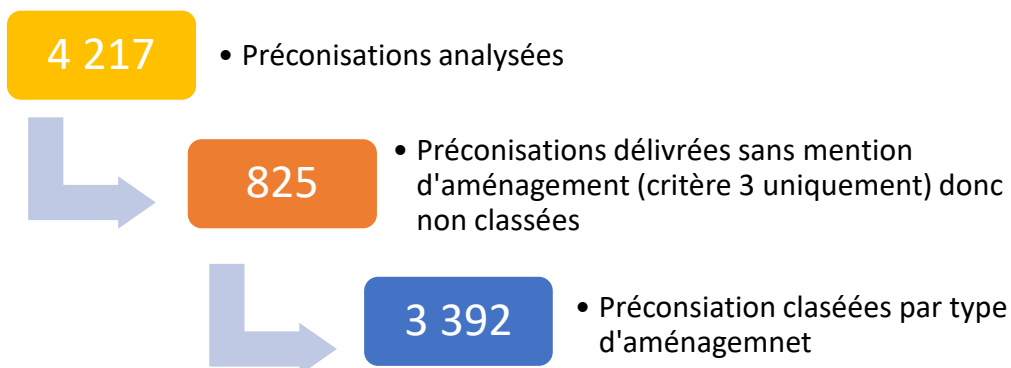 4 217
• Préconisations analysées
825
• Préconisations délivrées sans mention
d'aménagement (critère 3 uniquement) donc
non classées
3 392
• Préconsiation claséées par type
d'aménagemnet